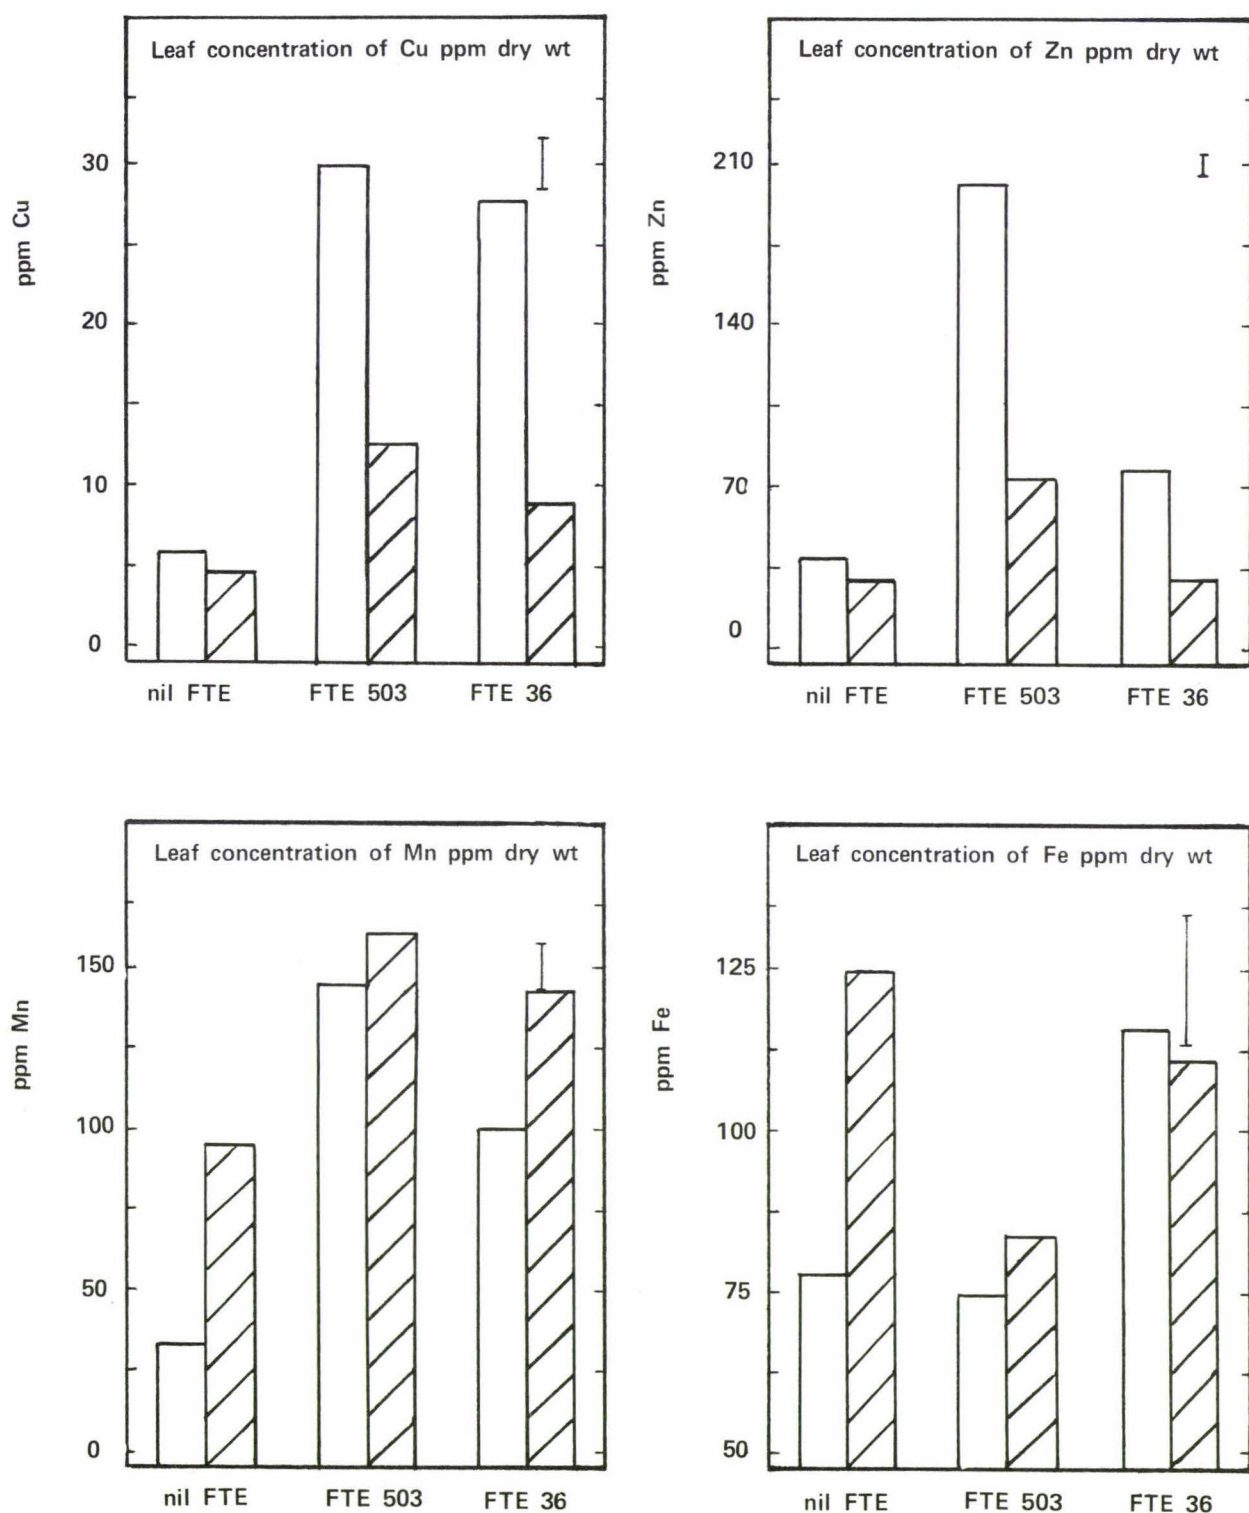 Leaf concentration of Cu ppm dry wt
ppm Cu
30
20
10
0
nil FTE FTE 503 FTE 36
Leaf concentration of Zn ppm dry wt
ppm Zn
210
140
70
0
nil FTE FTE 503 FTE 36
Leaf concentration of Mn ppm dry wt
ppm Mn
150
100
50
0
nil FTE FTE 503 FTE 36
Leaf concentration of Fe ppm dry wt
ppm Fe
125
100
75
50
nil FTE FTE 503 FTE 36